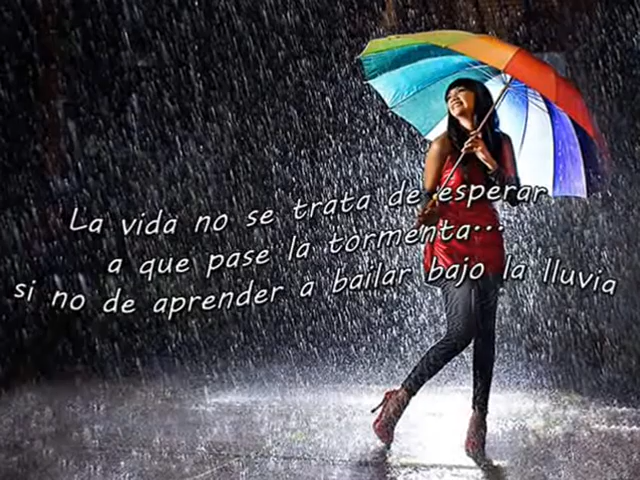 La vida no se trata de esperar
a que pase la tormenta...
si no de aprender a bailar bajo la lluvia